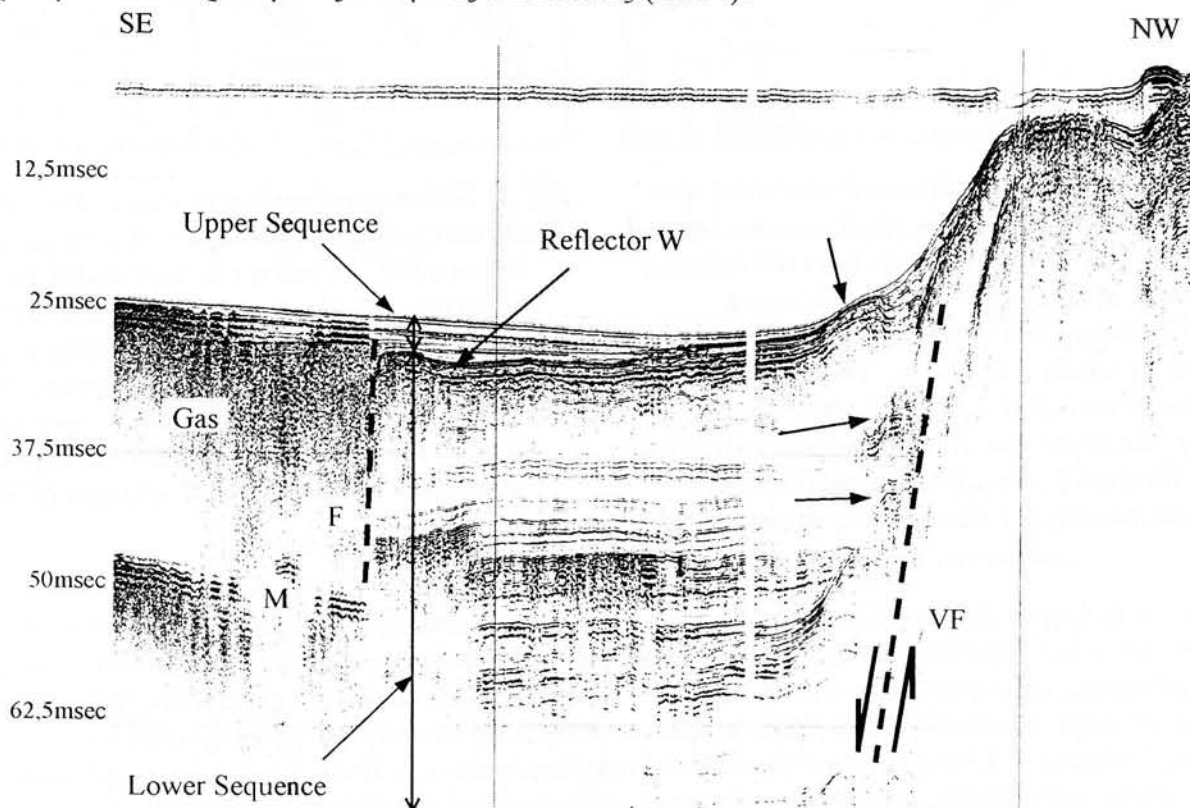 SE
NW
12,5msec
Upper Sequence
Reflector W
25msec
Gas
37,5msec
F
50msec
M
VF
62,5msec
Lower Sequence